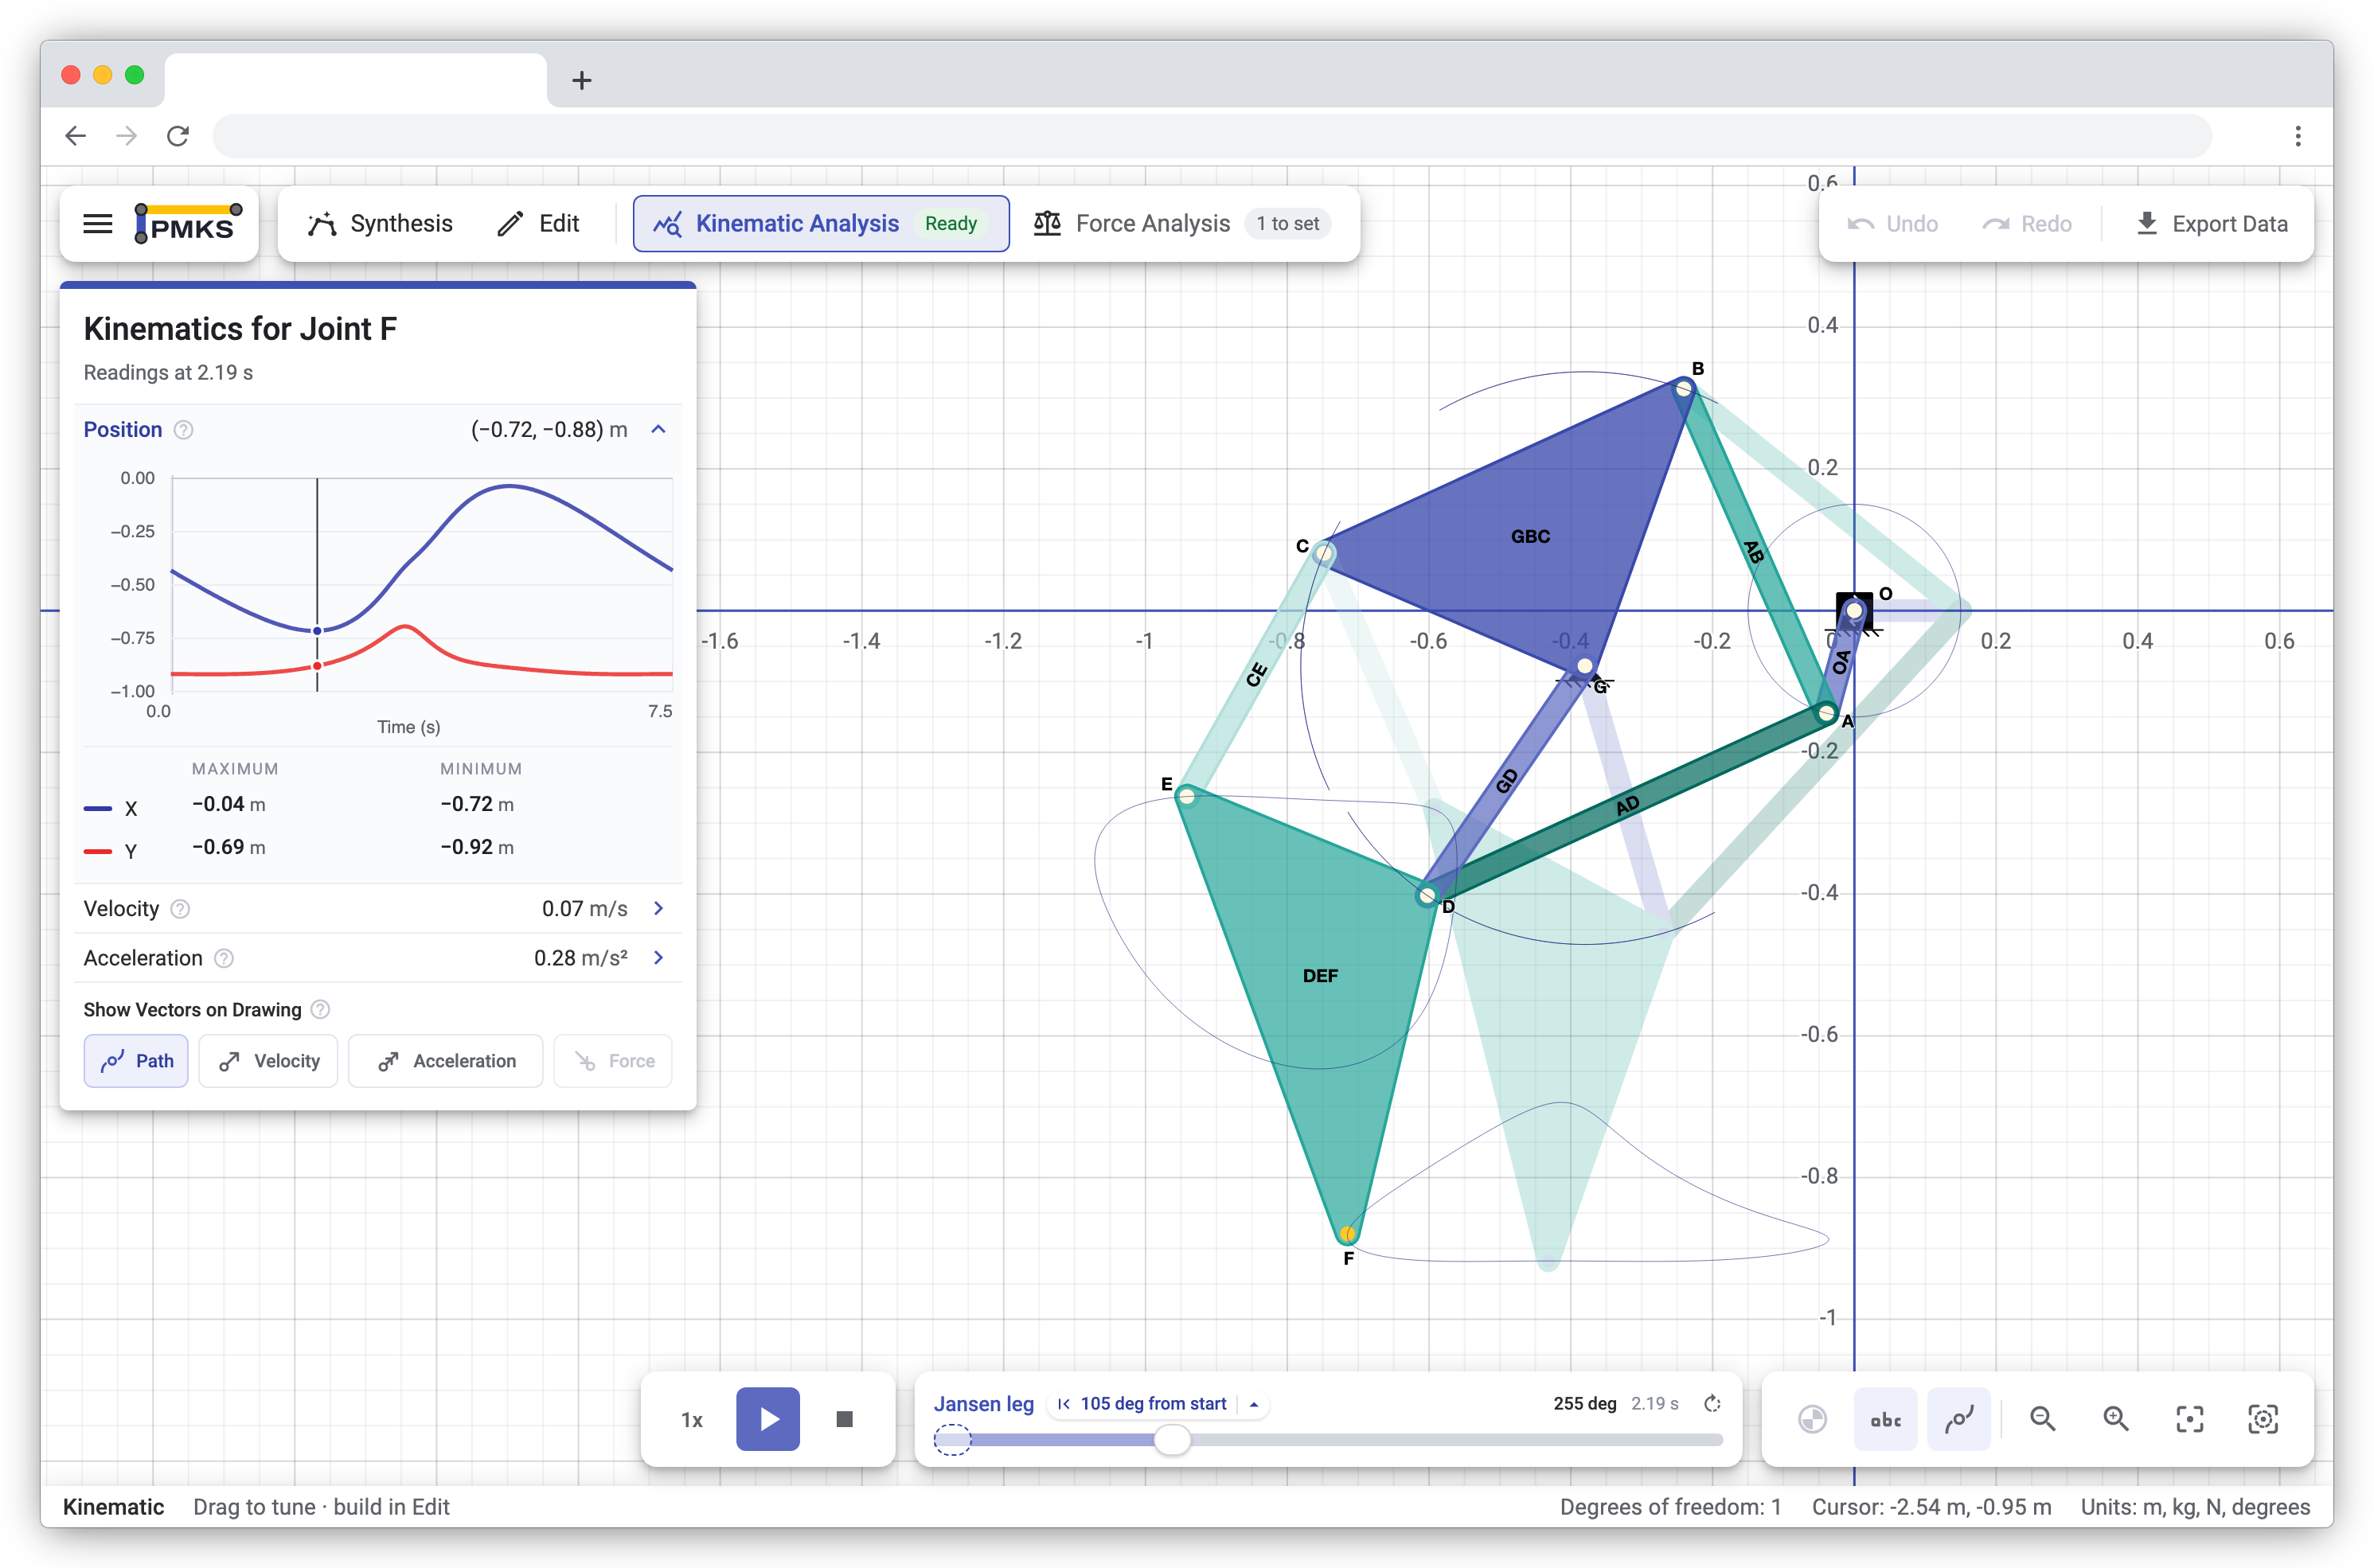 PMKS
Synthesis
Edit
Kinematic Analysis Ready
Force Analysis 1 to set
Undo
Redo
Export Data
Kinematics for Joint F
Readings at 2.19 s
Position (−0.72, −0.88) m
0.00
−0.25
−0.50
−0.75
−1.00
0.0
7.5
Time (s)
MAXIMUM MINIMUM
X −0.04 m −0.72 m
Y −0.69 m −0.92 m
Velocity 0.07 m/s
Acceleration 0.28 m/s²
Show Vectors on Drawing
Path
Velocity
Acceleration
Force
0.6
0.4
0.2
-1.6
-1.4
-1.2
-1
-0.8
-0.6
-0.4
-0.2
0
0.2
0.4
0.6
-0.2
-0.4
-0.6
-0.8
-1
B
C
GBC
AB
O
OA
CE
G
A
E
GD
AD
D
DEF
F
1x
Jansen leg
105 deg from start
255 deg 2.19 s
abc
Kinematic
Drag to tune · build in Edit
Degrees of freedom: 1
Cursor: -2.54 m, -0.95 m
Units: m, kg, N, degrees